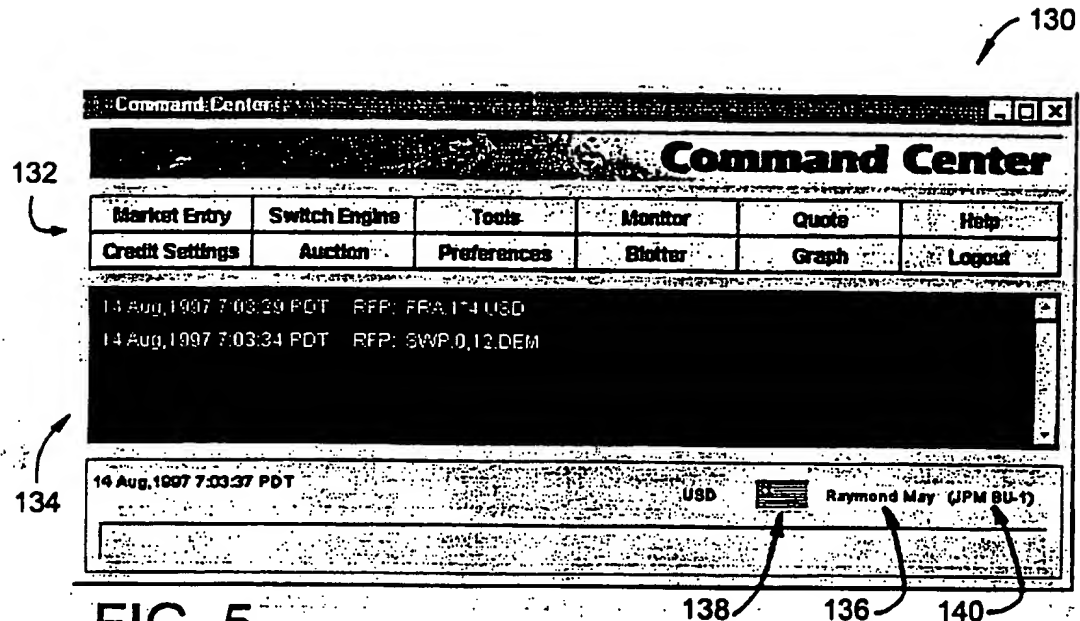 130
Command Center
Command Center
132
Market Entry Switch Engine Tools Monitor Quote Help
Credit Settings Auction Preferences Blotter Graph Logout
14 Aug,1997 7:03:29 PDT RFP: FRA.1*4.USD
14 Aug,1997 7:03:34 PDT RFP: SWP.0,12.DEM
134
14 Aug,1997 7:03:37 PDT
USD Raymond May (JPM BU-1)
138 136 140
FIG. 5